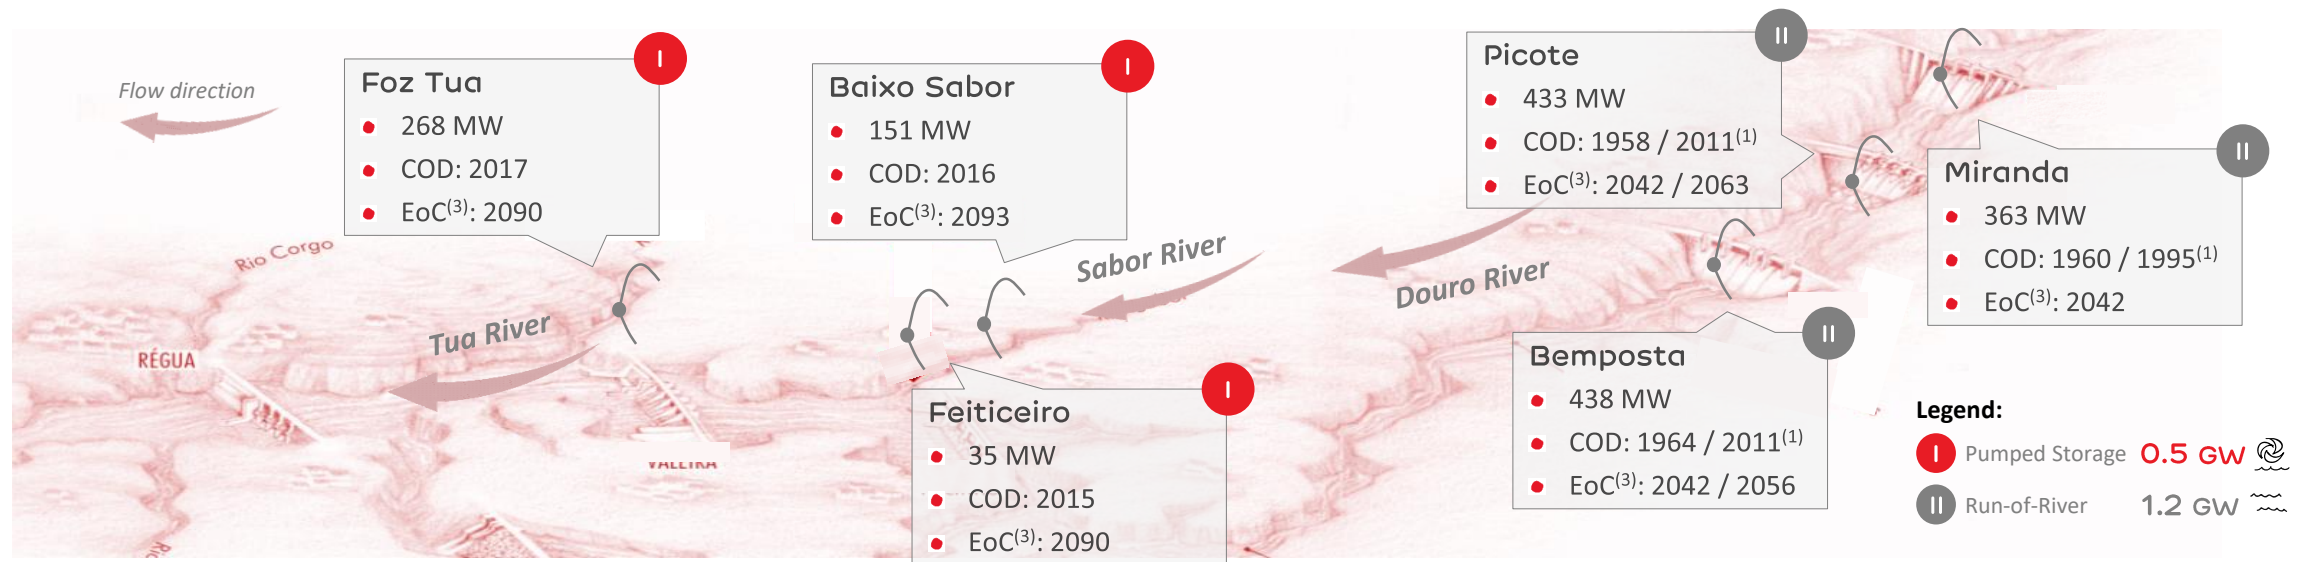 Flow direction
Foz Tua
I
268 MW
COD: 2017
EoC(3): 2090
Baixo Sabor
I
151 MW
COD: 2016
EoC(3): 2093
Picote
II
433 MW
COD: 1958 / 2011(1)
EoC(3): 2042 / 2063
Miranda
II
363 MW
COD: 1960 / 1995(1)
EoC(3): 2042
Rio Corgo
Tua River
Sabor River
Douro River
RÉGUA
Feiticeiro
I
35 MW
COD: 2015
EoC(3): 2090
Bemposta
II
438 MW
COD: 1964 / 2011(1)
EoC(3): 2042 / 2056
Legend:
I Pumped Storage 0.5 GW
II Run-of-River 1.2 GW